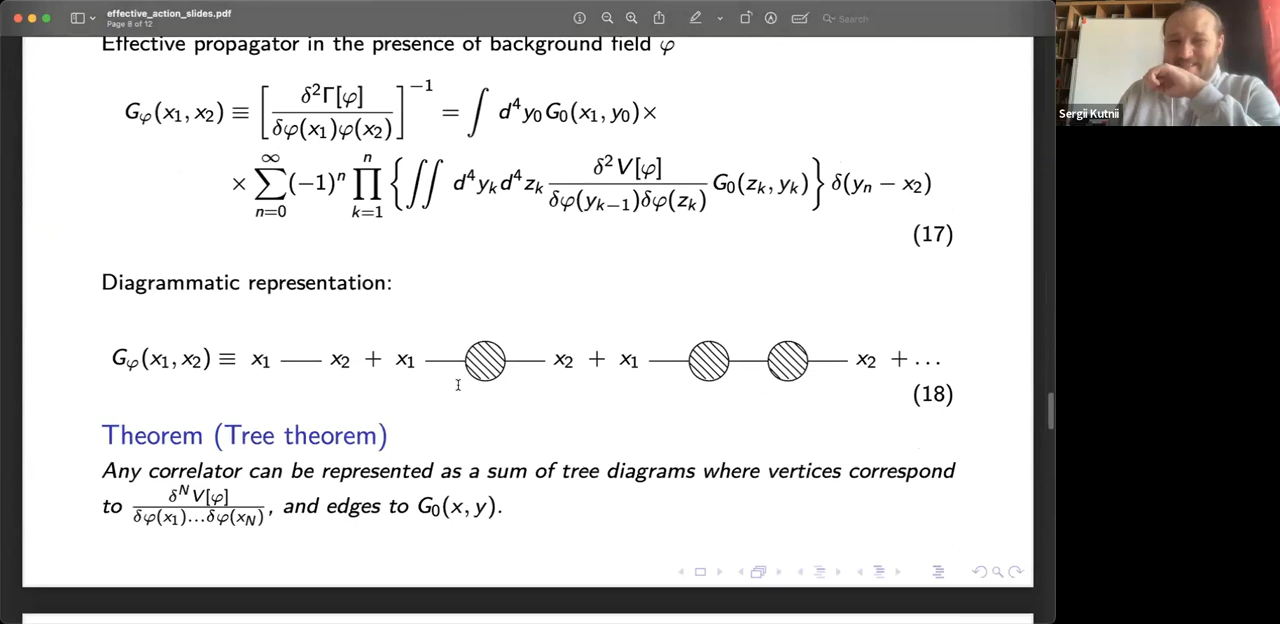 effective_action_slides.pdf
Page 8 of 12
Search
Effective propagator in the presence of background field φ
G_φ(x₁, x₂) ≡ [δ²Γ[φ] / δφ(x₁)φ(x₂)]⁻¹ = ∫ d⁴y₀G₀(x₁, y₀)×
× ∑_{n=0}^{∞} (−1)ⁿ ∏_{k=1}^{n} { ∬ d⁴y_k d⁴z_k δ²V[φ] / δφ(y_{k−1})δφ(z_k) G₀(z_k, y_k) } δ(y_n − x₂)
(17)
Diagrammatic representation:
G_φ(x₁, x₂) ≡ x₁ x₂ + x₁ x₂ + x₁ x₂ + ...
(18)
Theorem (Tree theorem)
Any correlator can be represented as a sum of tree diagrams where vertices correspond
to δᴺV[φ] / δφ(x₁)...δφ(x_N), and edges to G₀(x, y).
Sergii Kutnii